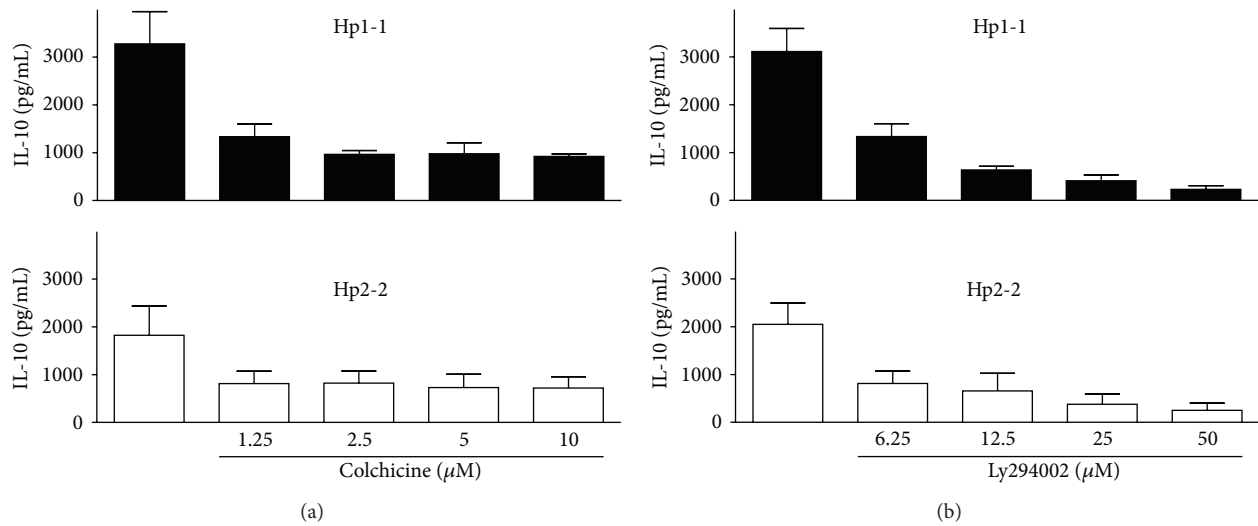 Hp1-1
IL-10 (pg/mL)
3000
2000
1000
0
Hp2-2
IL-10 (pg/mL)
3000
2000
1000
0
1.25 2.5 5 10
Colchicine (μM)
(a)
Hp1-1
IL-10 (pg/mL)
3000
2000
1000
0
Hp2-2
IL-10 (pg/mL)
3000
2000
1000
0
6.25 12.5 25 50
Ly294002 (μM)
(b)